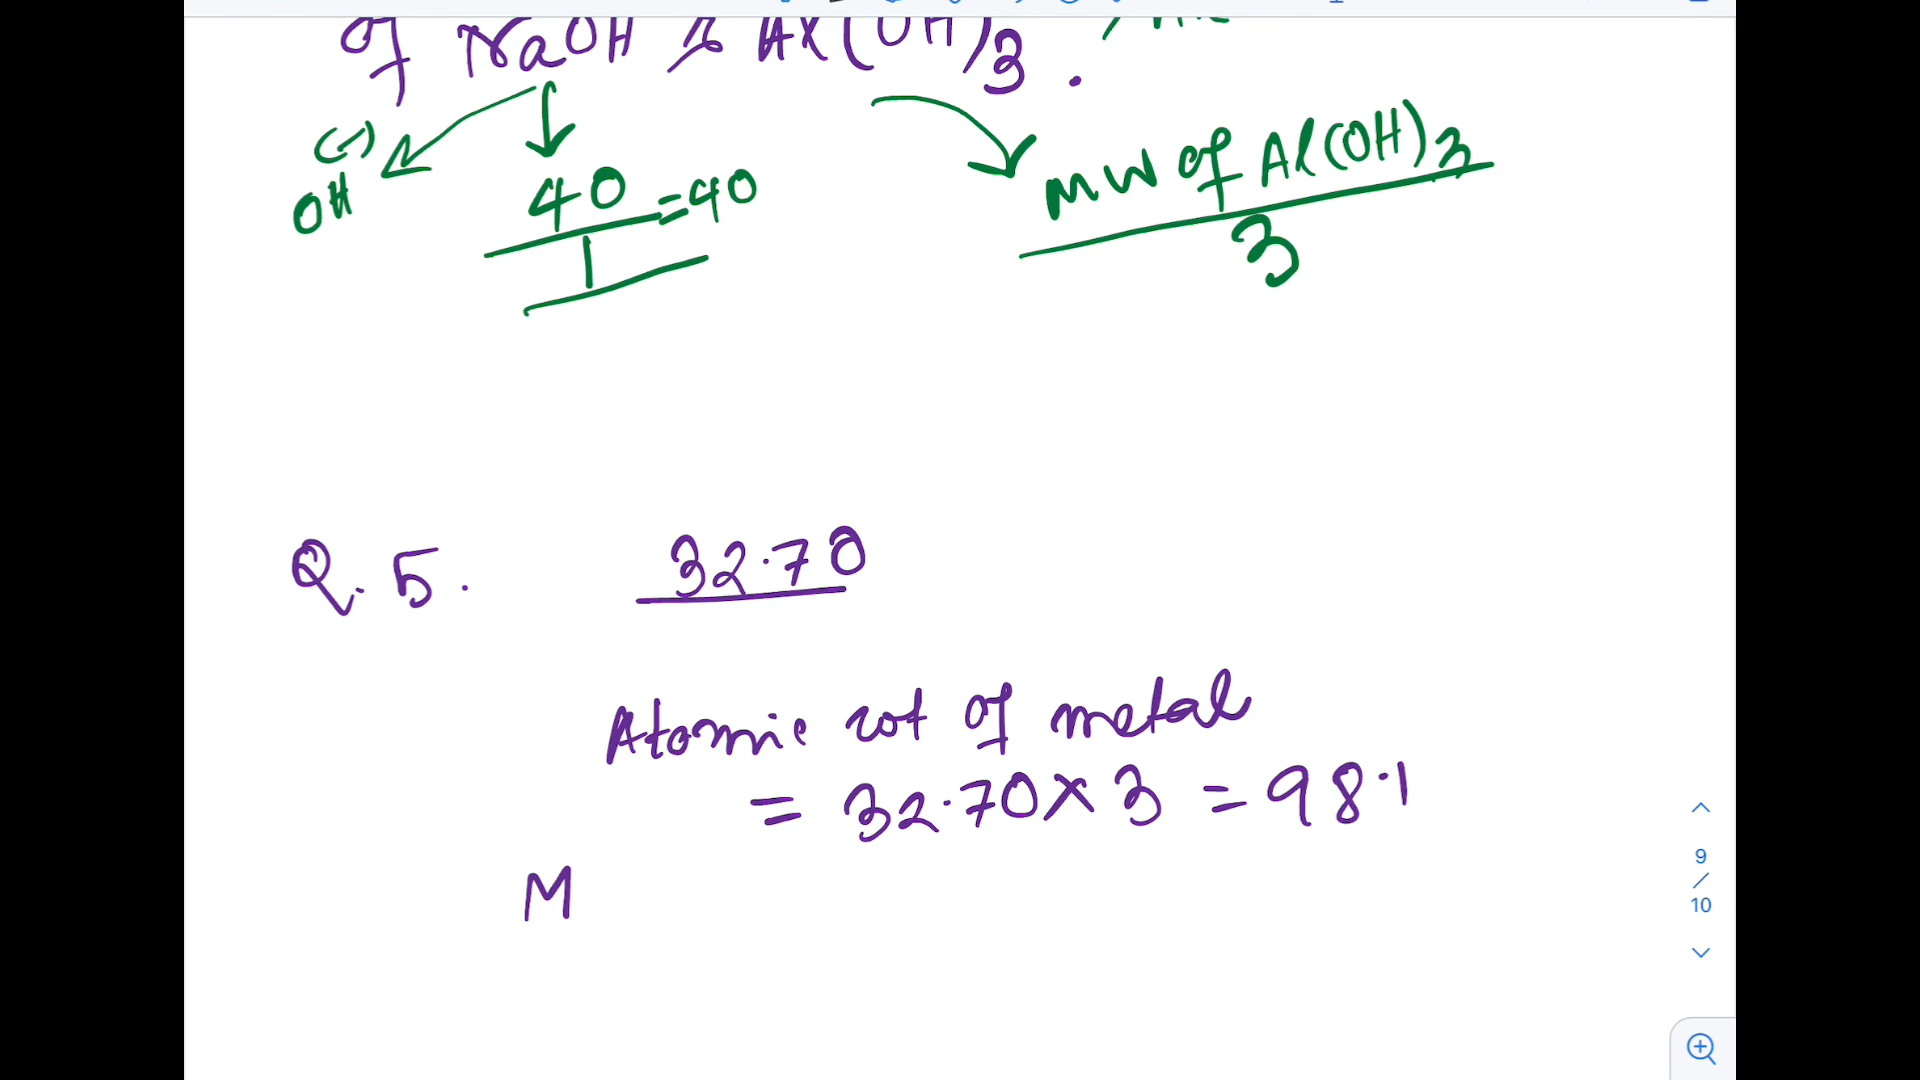 of NaOH & Al(OH)3.
(-)
OH
40 = 40
1
MW of Al(OH)3
3
Q. 5. 32.70
Atomic wt of metal
= 32.70 × 3 = 98.1
M
9
/
10